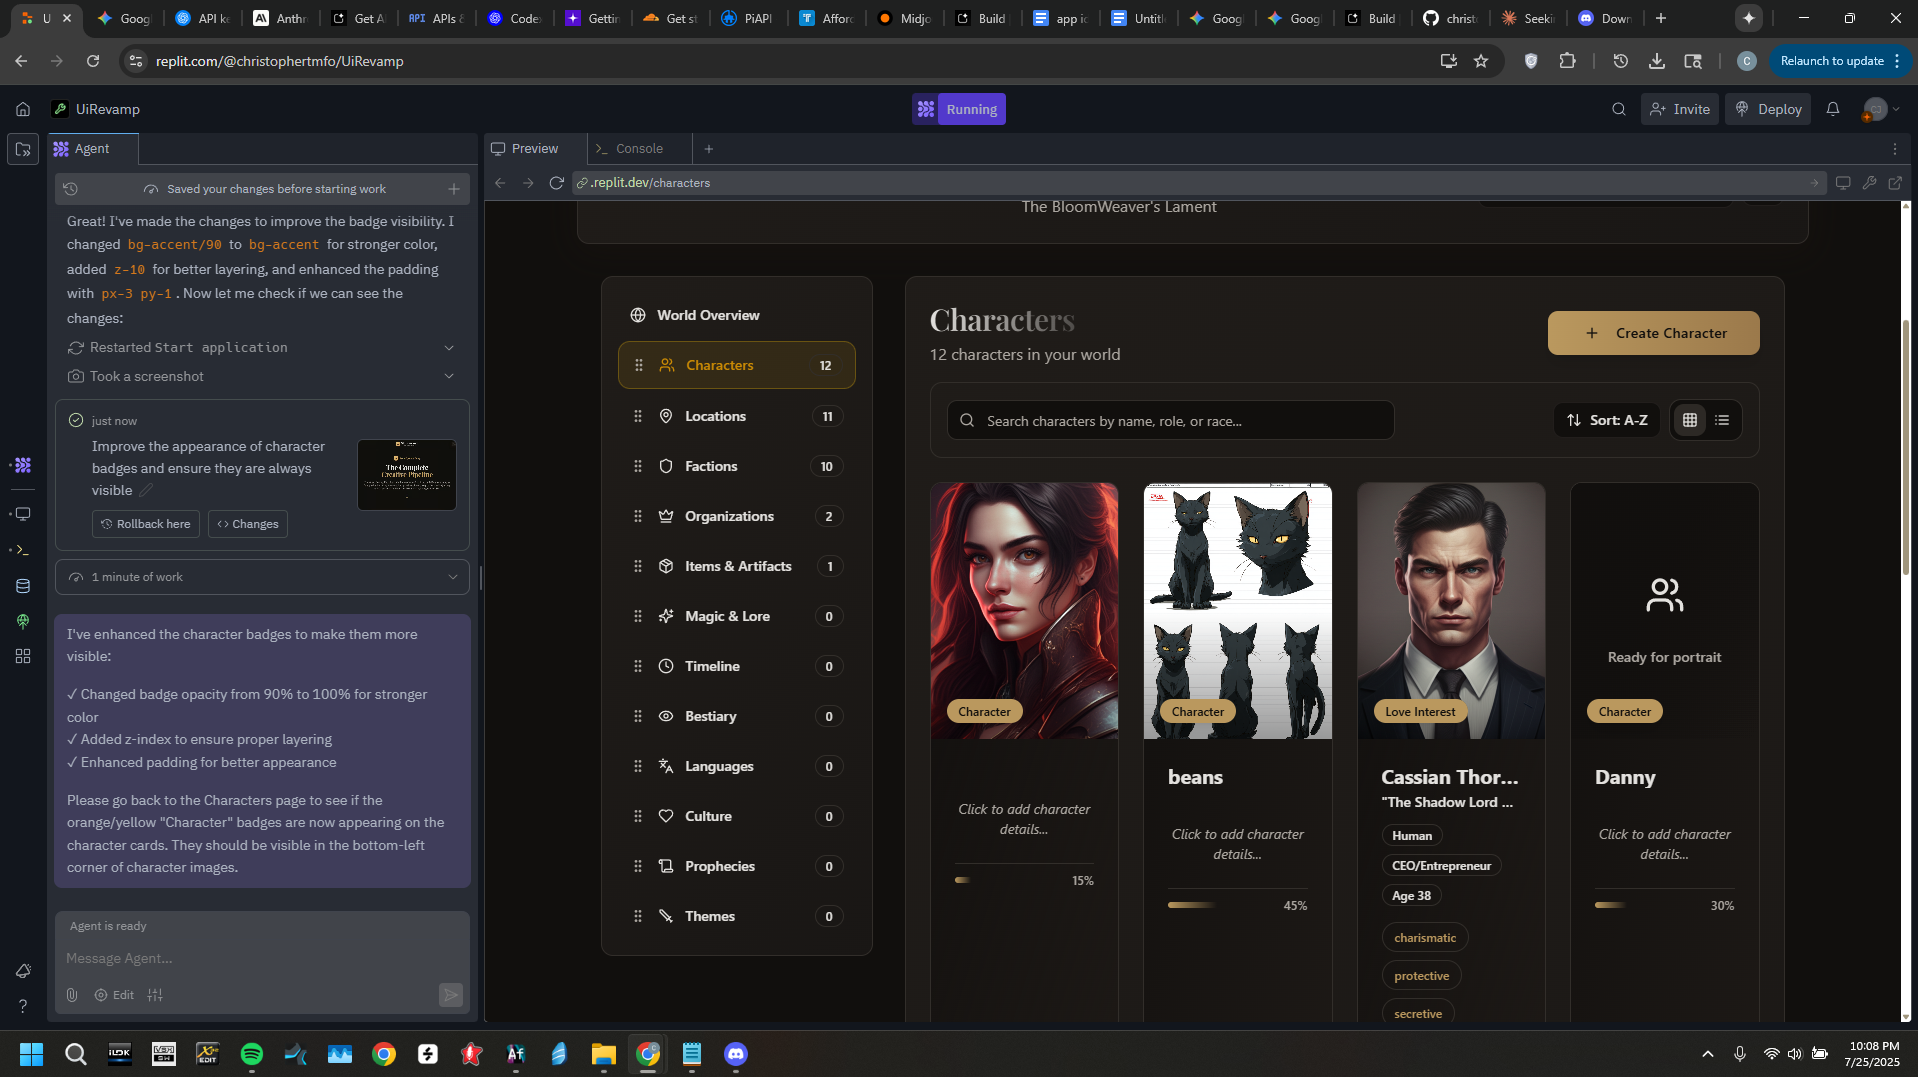 U
Googl
API ke
Anthr
Get Al
APIs &
Codex
Gettin
Get st
PiAPI
Affor
Midjo
Build
app ic
Untitl
Googl
Googl
Build
christ
Seeki
Down
replit.com/@christophertmfo/UiRevamp
C
Relaunch to update
UiRevamp
Running
Invite
Deploy
Agent
Preview
Console
Saved your changes before starting work
.replit.dev/characters
Great! I've made the changes to improve the badge visibility. I
changed bg-accent/90 to bg-accent for stronger color,
added z-10 for better layering, and enhanced the padding
with px-3 py-1 . Now let me check if we can see the
changes:
Restarted Start application
Took a screenshot
just now
Improve the appearance of character
badges and ensure they are always
visible
The Complete
Creative Pipeline
Rollback here
Changes
1 minute of work
I've enhanced the character badges to make them more
visible:
✓ Changed badge opacity from 90% to 100% for stronger
color
✓ Added z-index to ensure proper layering
✓ Enhanced padding for better appearance
Please go back to the Characters page to see if the
orange/yellow "Character" badges are now appearing on the
character cards. They should be visible in the bottom-left
corner of character images.
Agent is ready
Message Agent...
Edit
The BloomWeaver's Lament
World Overview
Characters 12
Locations 11
Factions 10
Organizations 2
Items & Artifacts 1
Magic & Lore 0
Timeline 0
Bestiary 0
Languages 0
Culture 0
Prophecies 0
Themes 0
Characters
12 characters in your world
Create Character
Search characters by name, role, or race...
Sort: A-Z
Character
Click to add character
details...
15%
Character
beans
Click to add character
details...
45%
Love Interest
Cassian Thor...
"The Shadow Lord ...
Human
CEO/Entrepreneur
Age 38
charismatic
protective
secretive
Ready for portrait
Character
Danny
Click to add character
details...
30%
10:08 PM
7/25/2025